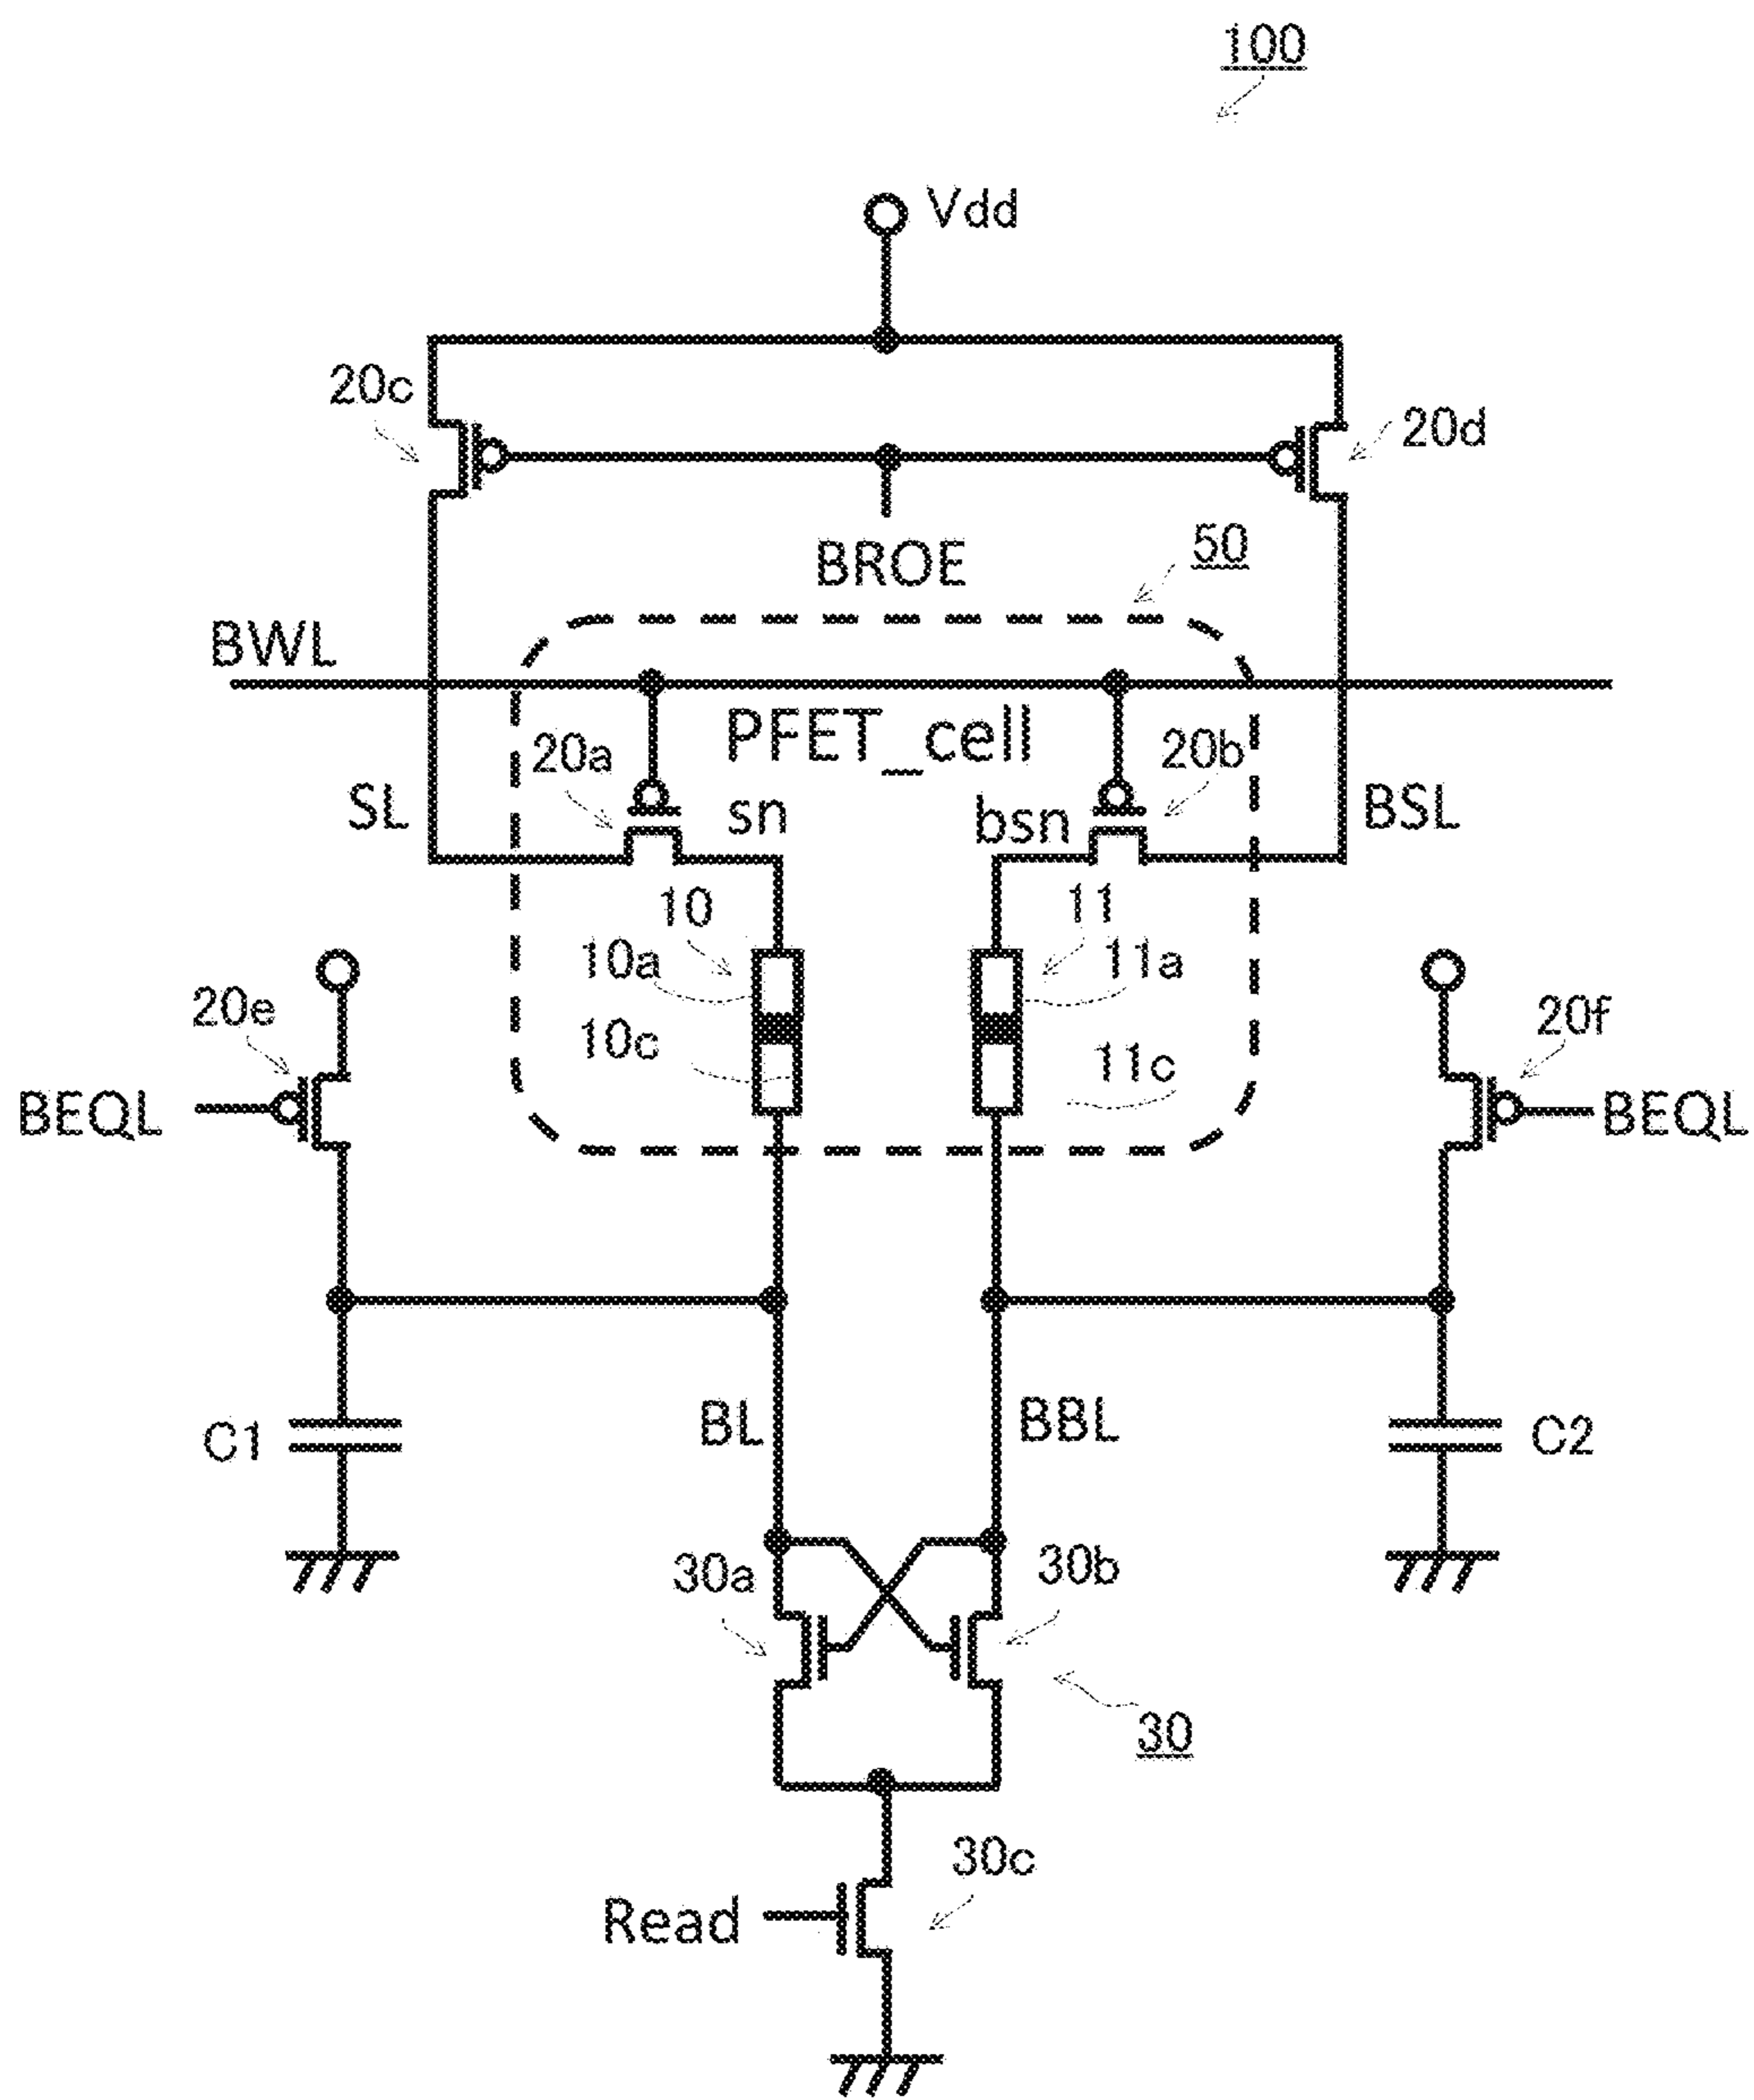 100
Vdd
20c
20d
BROE
50
BWL
PFET_cell
20a
20b
SL
sn
bsn
BSL
10
11
10a
11a
20e
20f
10c
11c
BEQL
BEQL
C1
BL
BBL
C2
30a
30b
30
30c
Read